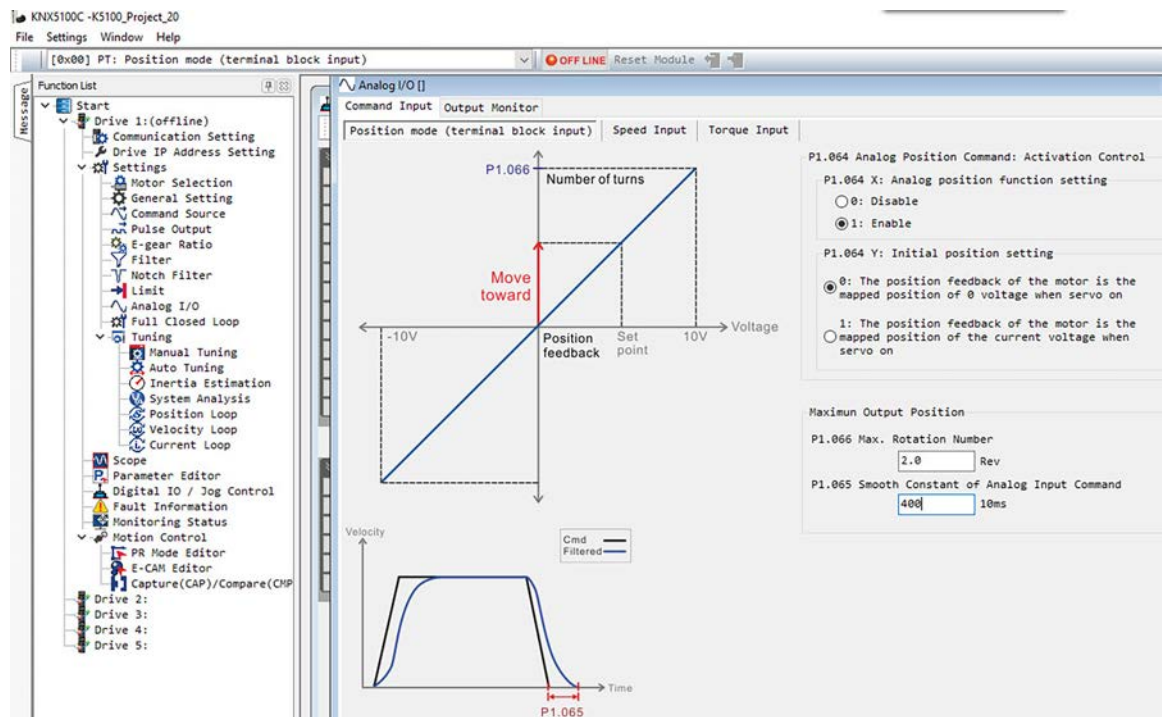 KNX5100C -K5100_Project_20
File Settings Window Help
[0x00] PT: Position mode (terminal block input)
OFF LINE Reset Module
Message
Function List
Start
Drive 1:(offline)
Communication Setting
Drive IP Address Setting
Settings
Motor Selection
General Setting
Command Source
Pulse Output
E-gear Ratio
Filter
Notch Filter
Limit
Analog I/O
Full Closed Loop
Tuning
Manual Tuning
Auto Tuning
Inertia Estimation
System Analysis
Position Loop
Velocity Loop
Current Loop
Scope
Parameter Editor
Digital IO / Jog Control
Fault Information
Monitoring Status
Motion Control
PR Mode Editor
E-CAM Editor
Capture(CAP)/Compare(CMP
Drive 2:
Drive 3:
Drive 4:
Drive 5:
Analog I/O []
Command Input Output Monitor
Position mode (terminal block input) Speed Input Torque Input
P1.066
Number of turns
Move
toward
-10V
Position
feedback
Set
point
10V
Voltage
Velocity
Cmd
Filtered
Time
P1.065
P1.064 Analog Position Command: Activation Control
P1.064 X: Analog position function setting
0: Disable
1: Enable
P1.064 Y: Initial position setting
0: The position feedback of the motor is the
mapped position of 0 voltage when servo on
1: The position feedback of the motor is the
mapped position of the current voltage when
servo on
Maximun Output Position
P1.066 Max. Rotation Number
2.0 Rev
P1.065 Smooth Constant of Analog Input Command
400 10ms